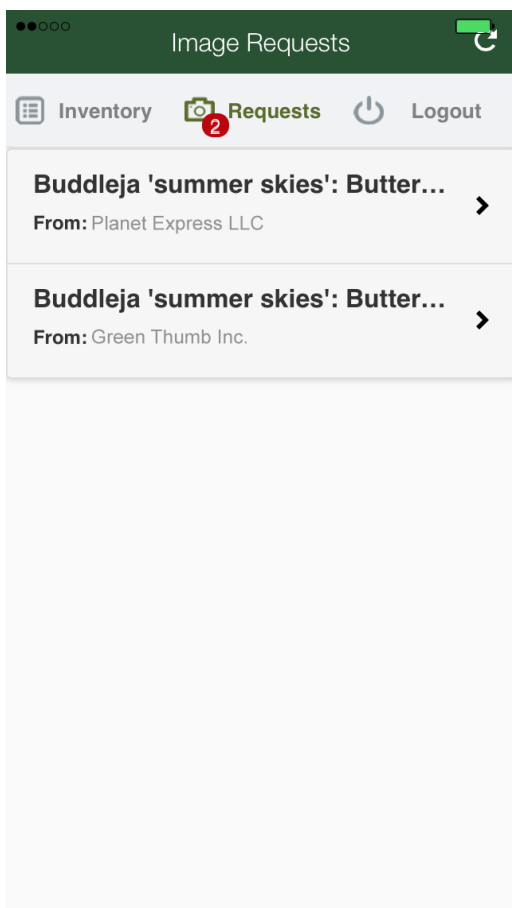 Image Requests
Inventory
Requests
2
Logout
Buddleja 'summer skies': Butter...
From: Planet Express LLC
Buddleja 'summer skies': Butter...
From: Green Thumb Inc.